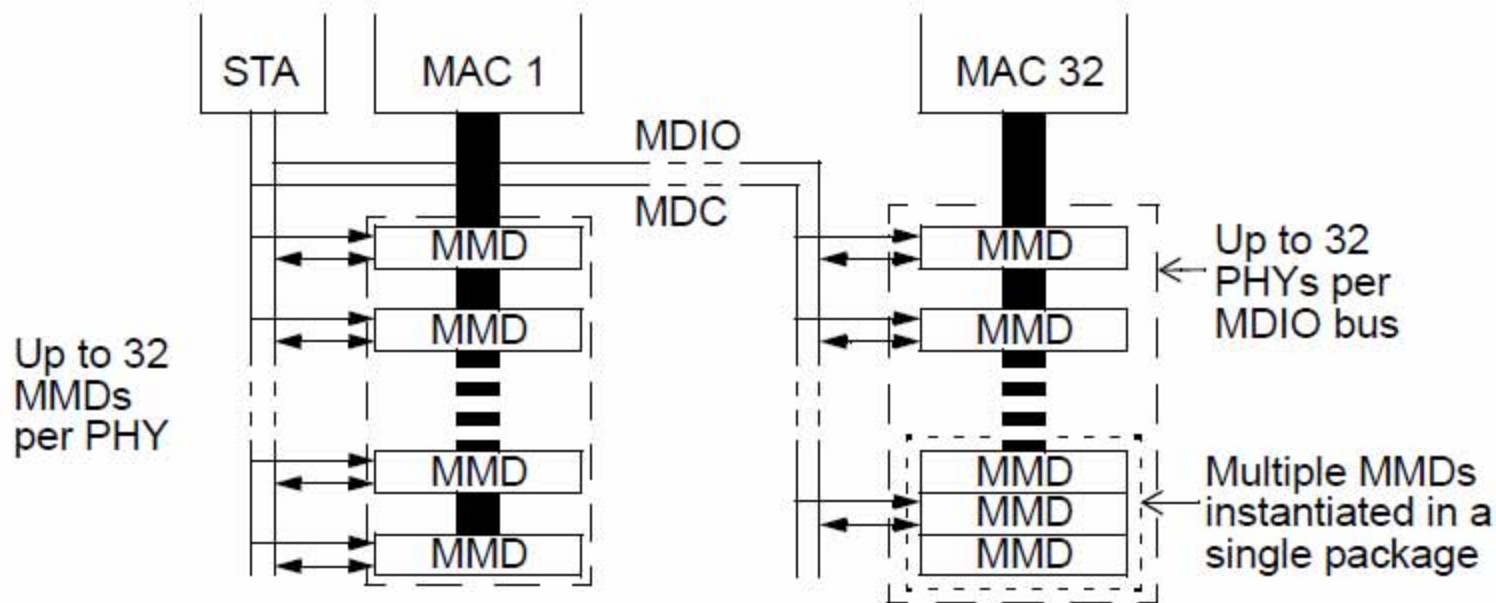 STA
MAC 1
MAC 32
MDIO
MDC
MMD
MMD
MMD
MMD
Up to 32
MMDs
per PHY
MMD
MMD
MMD
MMD
MMD
Up to 32
PHYs per
MDIO bus
Multiple MMDs
instantiated in a
single package